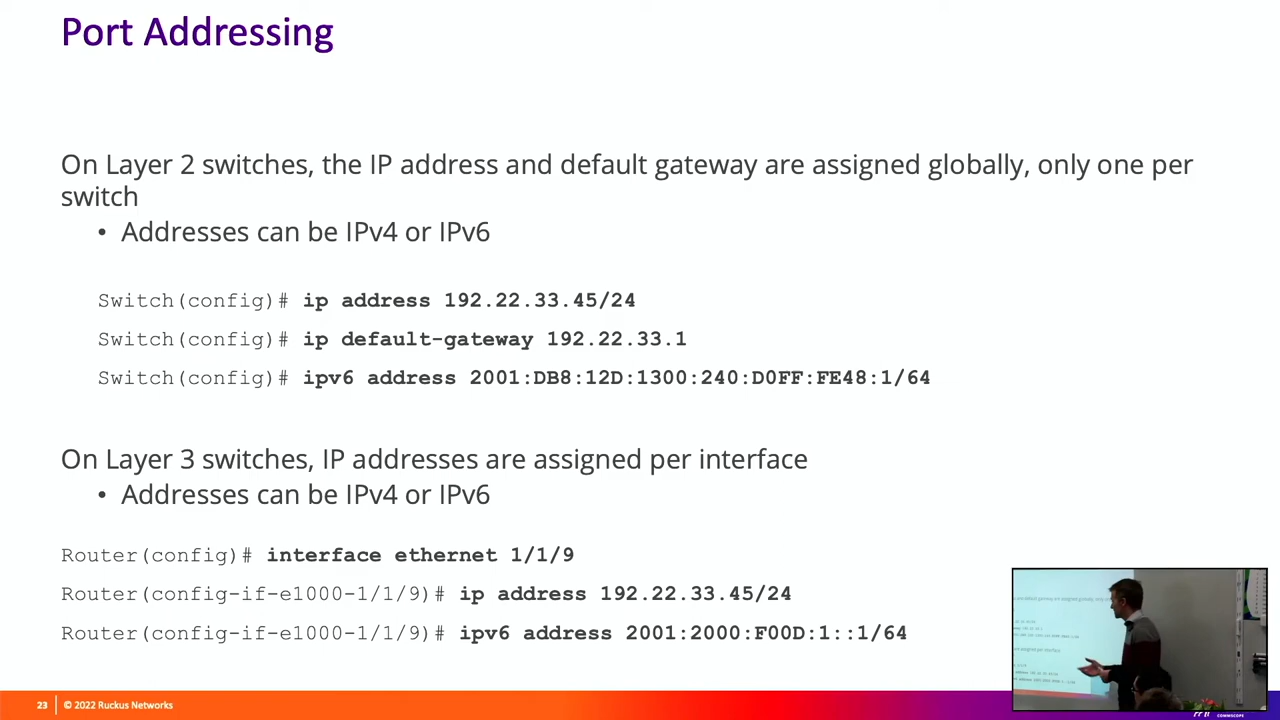 Port Addressing
On Layer 2 switches, the IP address and default gateway are assigned globally, only one per
switch
• Addresses can be IPv4 or IPv6
Switch(config)# ip address 192.22.33.45/24
Switch(config)# ip default-gateway 192.22.33.1
Switch(config)# ipv6 address 2001:DB8:12D:1300:240:D0FF:FE48:1/64
On Layer 3 switches, IP addresses are assigned per interface
• Addresses can be IPv4 or IPv6
Router(config)# interface ethernet 1/1/9
Router(config-if-e1000-1/1/9)# ip address 192.22.33.45/24
Router(config-if-e1000-1/1/9)# ipv6 address 2001:2000:F00D:1::1/64
23
© 2022 Ruckus Networks
COMMSCOPE